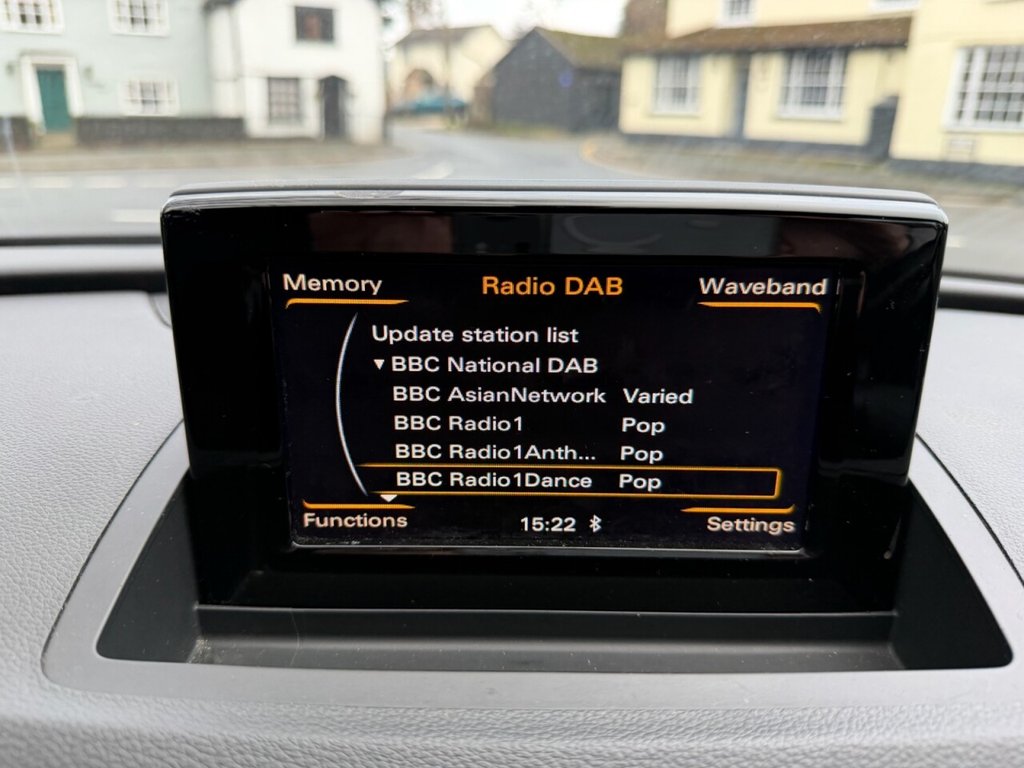 Memory Radio DAB Waveband
Update station list
▼ BBC National DAB
BBC AsianNetwork Varied
BBC Radio1 Pop
BBC Radio1Anth... Pop
BBC Radio1Dance Pop
Functions 15:22 Settings